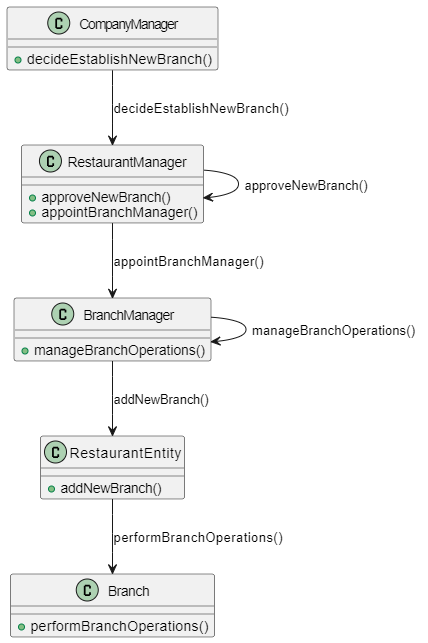 C CompanyManager
decideEstablishNewBranch()
decideEstablishNewBranch()
C RestaurantManager
approveNewBranch()
appointBranchManager()
approveNewBranch()
appointBranchManager()
C BranchManager
manageBranchOperations()
manageBranchOperations()
addNewBranch()
C RestaurantEntity
addNewBranch()
performBranchOperations()
C Branch
performBranchOperations()